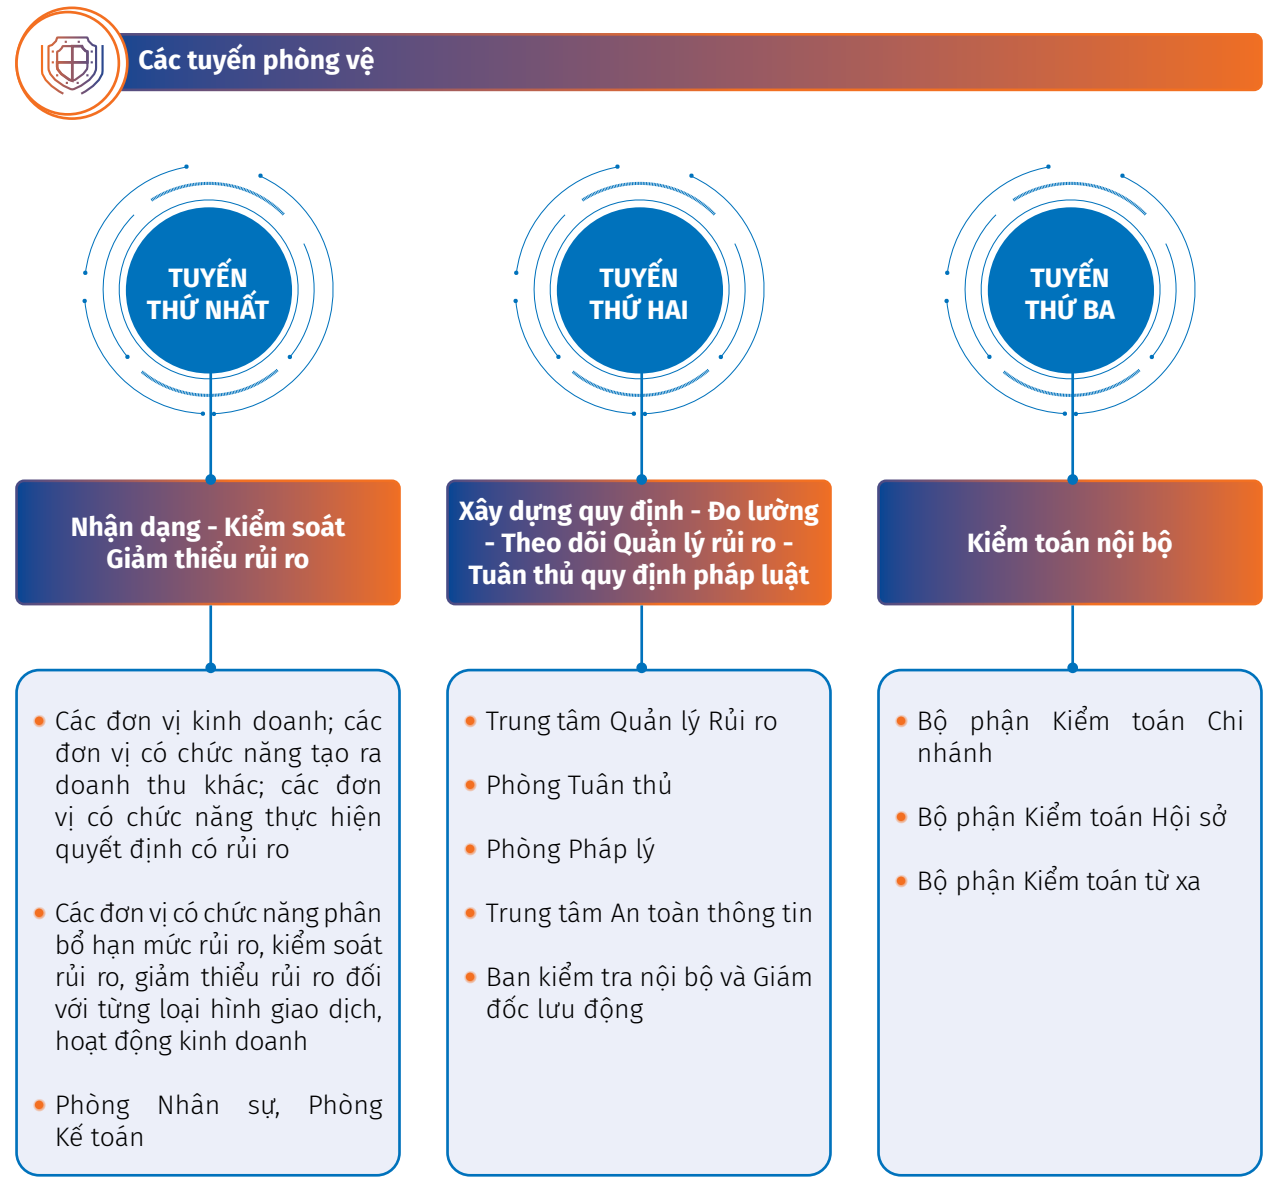 Các tuyến phòng vệ
TUYẾN
THỨ NHẤT
Nhận dạng - Kiểm soát
Giảm thiểu rủi ro
Các đơn vị kinh doanh; các
đơn vị có chức năng tạo ra
doanh thu khác; các đơn
vị có chức năng thực hiện
quyết định có rủi ro
Các đơn vị có chức năng phân
bổ hạn mức rủi ro, kiểm soát
rủi ro, giảm thiểu rủi ro đối
với từng loại hình giao dịch,
hoạt động kinh doanh
Phòng Nhân sự, Phòng
Kế toán
TUYẾN
THỨ HAI
Xây dựng quy định - Đo lường
- Theo dõi Quản lý rủi ro -
Tuân thủ quy định pháp luật
Trung tâm Quản lý Rủi ro
Phòng Tuân thủ
Phòng Pháp lý
Trung tâm An toàn thông tin
Ban kiểm tra nội bộ và Giám
đốc lưu động
TUYẾN
THỨ BA
Kiểm toán nội bộ
Bộ phận Kiểm toán Chi
nhánh
Bộ phận Kiểm toán Hội sở
Bộ phận Kiểm toán từ xa